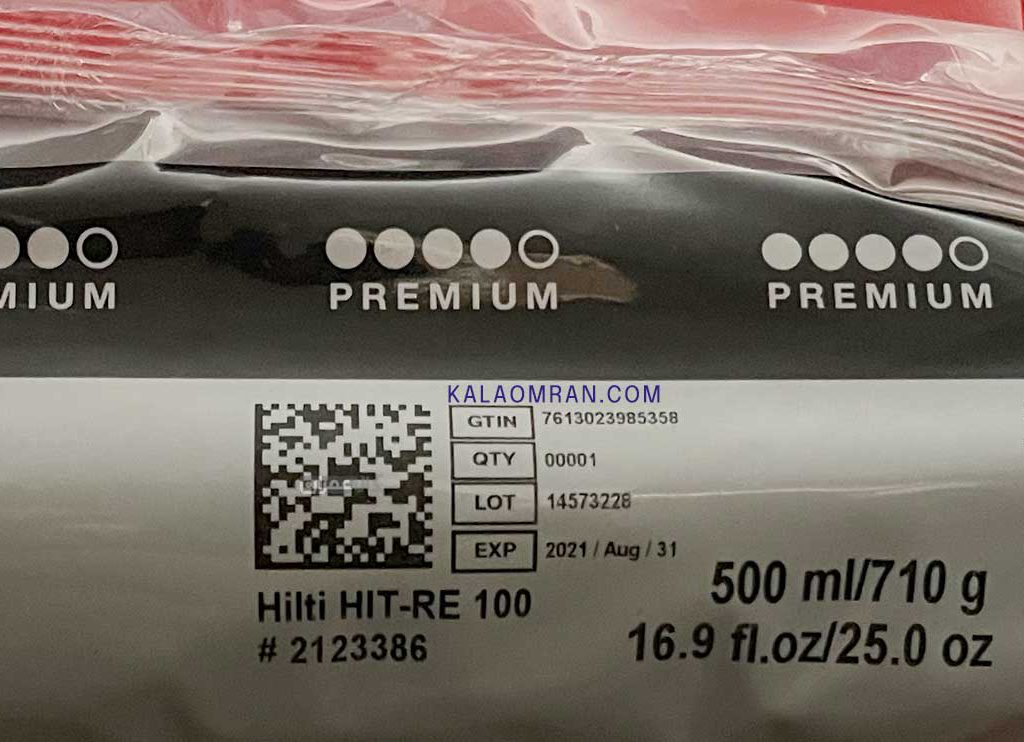 MIUM
PREMIUM
PREMIUM
KALAOMRAN.COM
GTIN 7613023985358
QTY 00001
LOT 14573228
EXP 2021 / Aug / 31
Hilti HIT-RE 100
# 2123386
500 ml/710 g
16.9 fl.oz/25.0 oz